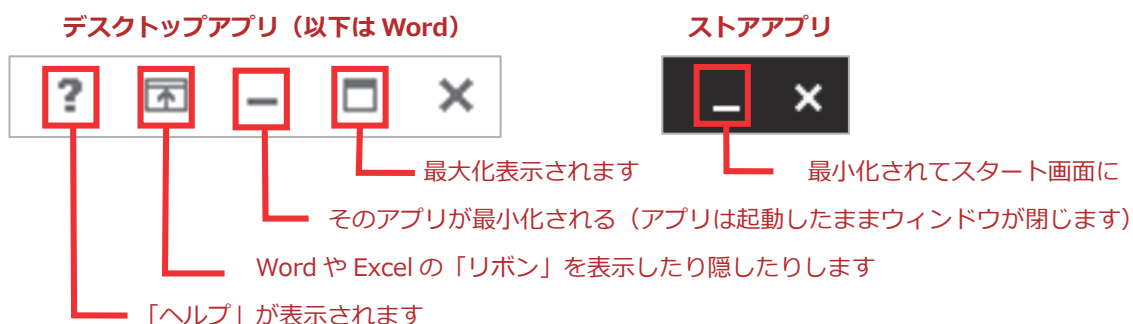 デスクトップアプリ（以下は Word）
ストアアプリ
?
最大化表示されます
最小化されてスタート画面に
そのアプリが最小化される（アプリは起動したままウィンドウが閉じます）
Word や Excel の「リボン」を表示したり隠したりします
「ヘルプ」が表示されます